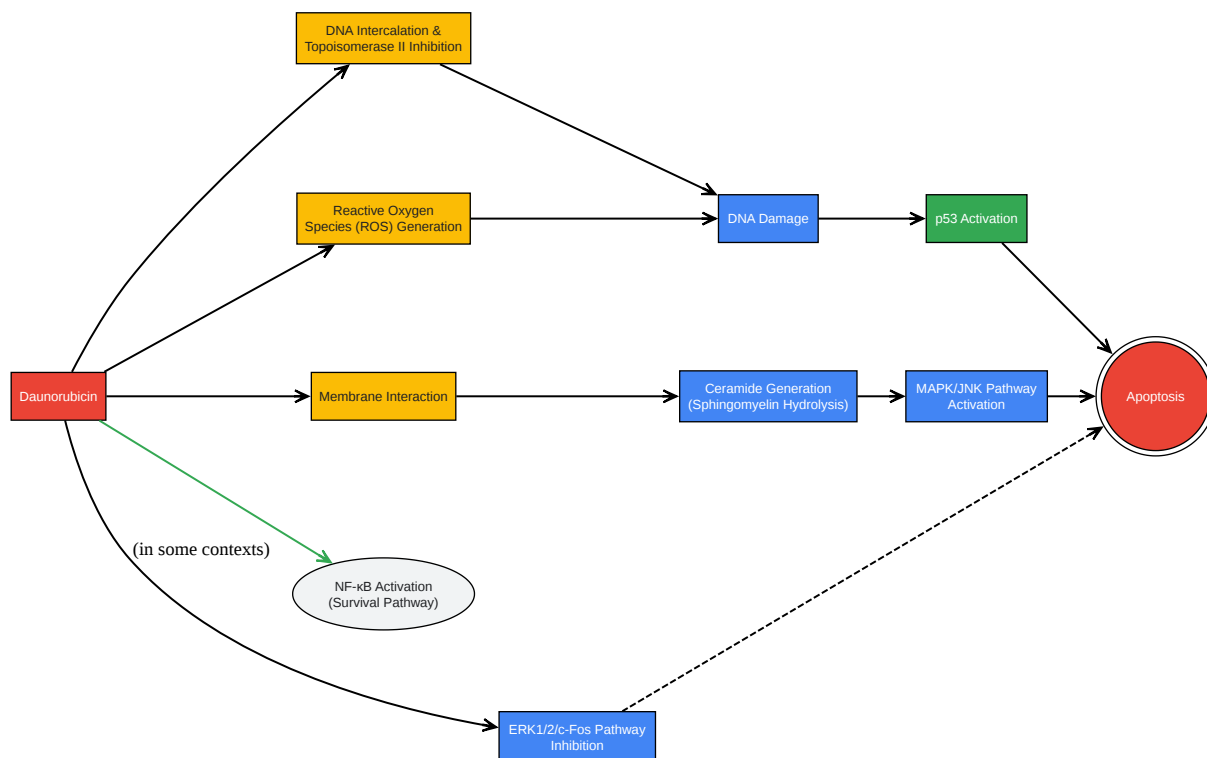 DNA Intercalation &
Topoisomerase II Inhibition
Reactive Oxygen
Species (ROS) Generation
DNA Damage
p53 Activation
Daunorubicin
Membrane Interaction
Ceramide Generation
(Sphingomyelin Hydrolysis)
MAPK/JNK Pathway
Activation
Apoptosis
(in some contexts)
NF-κB Activation
(Survival Pathway)
ERK1/2/c-Fos Pathway
Inhibition